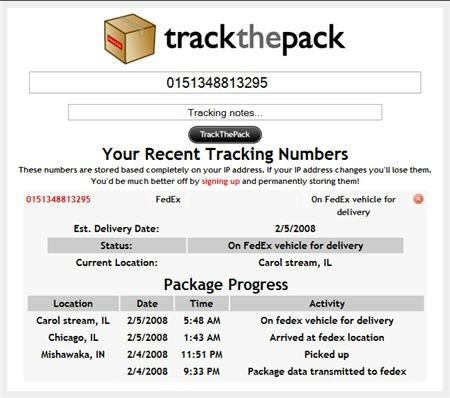 trackthepack
0151348813295
Tracking notes...
TrackThePack
Your Recent Tracking Numbers
These numbers are stored based completely on your IP address. If your IP address changes you'll lose them.
You'd be much better off by signing up and permanently storing them!
0151348813295 FedEx On FedEx vehicle for
delivery
Est. Delivery Date: 2/5/2008
Status: On FedEx vehicle for delivery
Current Location: Carol stream, IL
Package Progress
Location Date Time Activity
Carol stream, IL 2/5/2008 5:48 AM On fedex vehicle for delivery
Chicago, IL 2/5/2008 1:43 AM Arrived at fedex location
Mishawaka, IN 2/4/2008 11:51 PM Picked up
2/4/2008 9:33 PM Package data transmitted to fedex